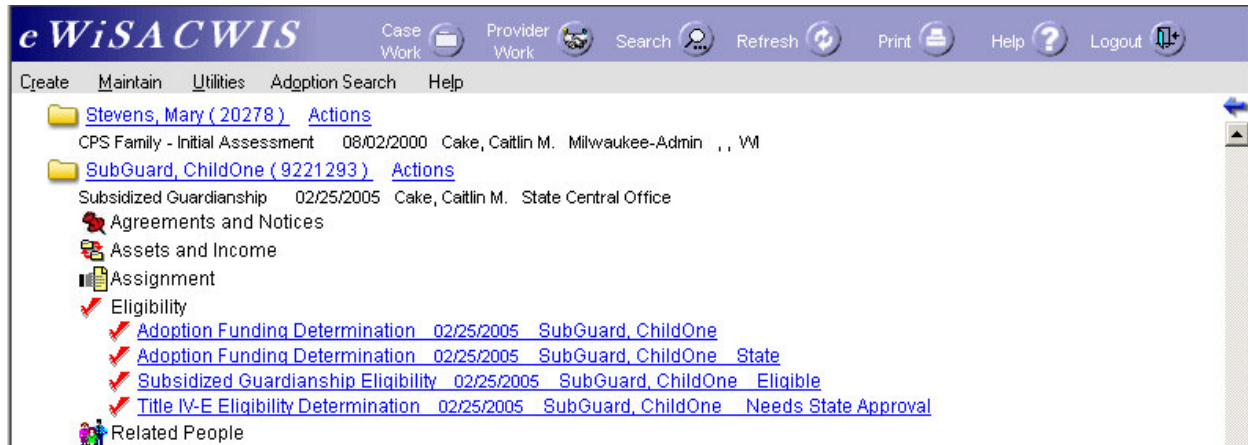 e WiSACWIS Case Work Provider Work Search Refresh Print Help Logout
Create Maintain Utilities Adoption Search Help
Stevens, Mary ( 20278 ) Actions
CPS Family - Initial Assessment 08/02/2000 Cake, Caitlin M. Milwaukee-Admin , , WI
SubGuard, ChildOne ( 9221293 ) Actions
Subsidized Guardianship 02/25/2005 Cake, Caitlin M. State Central Office
Agreements and Notices
Assets and Income
Assignment
Eligibility
Adoption Funding Determination 02/25/2005 SubGuard, ChildOne
Adoption Funding Determination 02/25/2005 SubGuard, ChildOne State
Subsidized Guardianship Eligibility 02/25/2005 SubGuard, ChildOne Eligible
Title IV-E Eligibility Determination 02/25/2005 SubGuard, ChildOne Needs State Approval
Related People